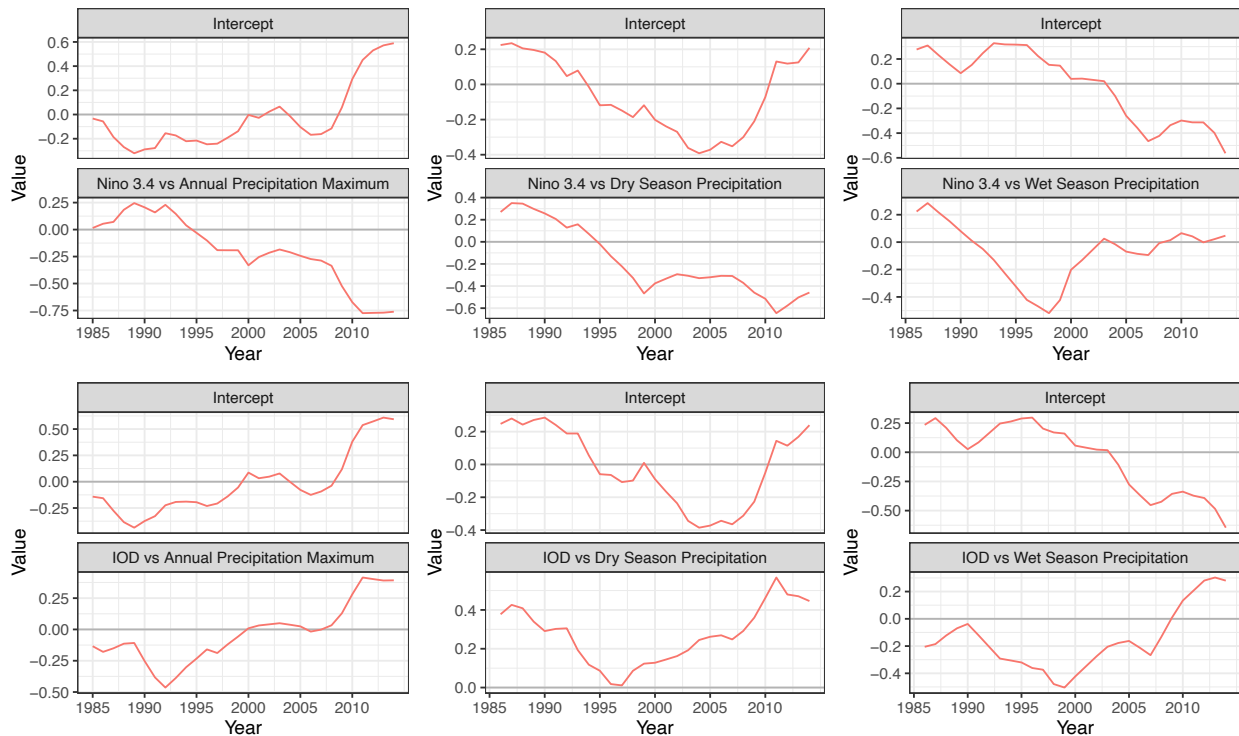 Intercept
0.6
0.3
0.0
−0.2
Value
Nino 3.4 vs Annual Precipitation Maximum
0.25
0.00
−0.25
−0.50
−0.75
1985 1990 1995 2000 2005 2010
Year
Intercept
0.2
0.0
−0.2
−0.4
Value
Nino 3.4 vs Dry Season Precipitation
0.4
0.2
0.0
−0.2
−0.4
−0.6
1985 1990 1995 2000 2005 2010
Year
Intercept
0.2
0.0
−0.2
−0.4
−0.6
Value
Nino 3.4 vs Wet Season Precipitation
0.2
0.0
−0.2
−0.4
1985 1990 1995 2000 2005 2010
Year
Intercept
0.50
0.25
0.00
−0.25
Value
IOD vs Annual Precipitation Maximum
0.25
0.00
−0.25
−0.50
1985 1990 1995 2000 2005 2010
Year
Intercept
0.2
0.0
−0.2
−0.4
Value
IOD vs Dry Season Precipitation
0.4
0.2
0.0
1985 1990 1995 2000 2005 2010
Year
Intercept
0.25
0.00
−0.25
−0.50
Value
IOD vs Wet Season Precipitation
0.2
0.0
−0.2
−0.4
1985 1990 1995 2000 2005 2010
Year